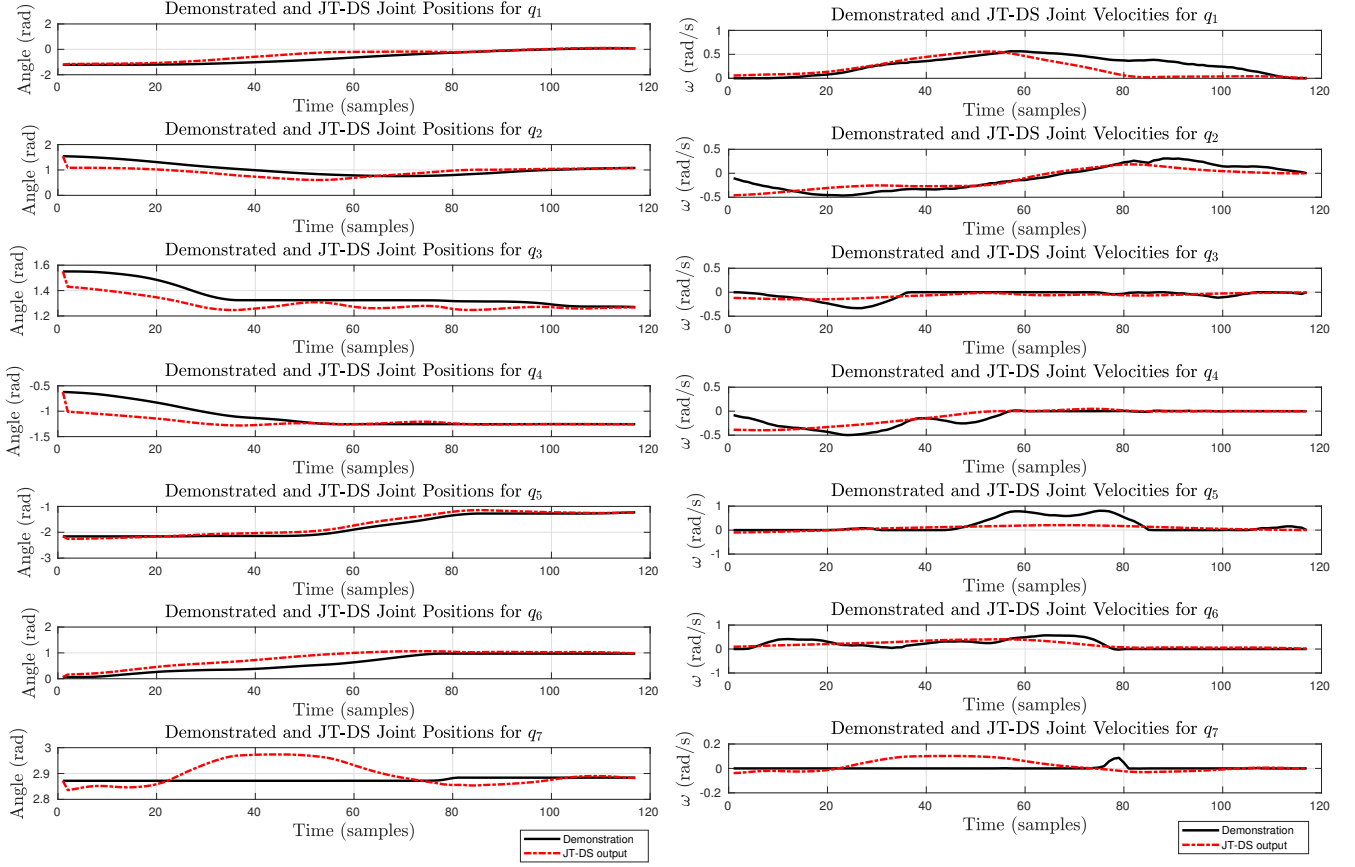 Demonstrated and JT-DS Joint Positions for q1
Angle (rad)
2
0
-2
0 20 40 60 80 100 120
Time (samples)
Demonstrated and JT-DS Joint Positions for q2
Angle (rad)
2
1
0
0 20 40 60 80 100 120
Time (samples)
Demonstrated and JT-DS Joint Positions for q3
Angle (rad)
1.6
1.4
1.2
0 20 40 60 80 100 120
Time (samples)
Demonstrated and JT-DS Joint Positions for q4
Angle (rad)
-0.5
-1
-1.5
0 20 40 60 80 100 120
Time (samples)
Demonstrated and JT-DS Joint Positions for q5
Angle (rad)
-1
-2
-3
0 20 40 60 80 100 120
Time (samples)
Demonstrated and JT-DS Joint Positions for q6
Angle (rad)
2
1
0
0 20 40 60 80 100 120
Time (samples)
Demonstrated and JT-DS Joint Positions for q7
Angle (rad)
3
2.9
2.8
0 20 40 60 80 100 120
Time (samples)
Demonstration
JT-DS output
Demonstrated and JT-DS Joint Velocities for q1
ω (rad/s)
1
0.5
0
0 20 40 60 80 100 120
Time (samples)
Demonstrated and JT-DS Joint Velocities for q2
ω (rad/s)
0.5
0
-0.5
0 20 40 60 80 100 120
Time (samples)
Demonstrated and JT-DS Joint Velocities for q3
ω (rad/s)
0.5
0
-0.5
0 20 40 60 80 100 120
Time (samples)
Demonstrated and JT-DS Joint Velocities for q4
ω (rad/s)
0.5
0
-0.5
0 20 40 60 80 100 120
Time (samples)
Demonstrated and JT-DS Joint Velocities for q5
ω (rad/s)
1
0
-1
0 20 40 60 80 100 120
Time (samples)
Demonstrated and JT-DS Joint Velocities for q6
ω (rad/s)
1
0
-1
0 20 40 60 80 100 120
Time (samples)
Demonstrated and JT-DS Joint Velocities for q7
ω (rad/s)
0.2
0
-0.2
0 20 40 60 80 100 120
Time (samples)
Demonstration
JT-DS output